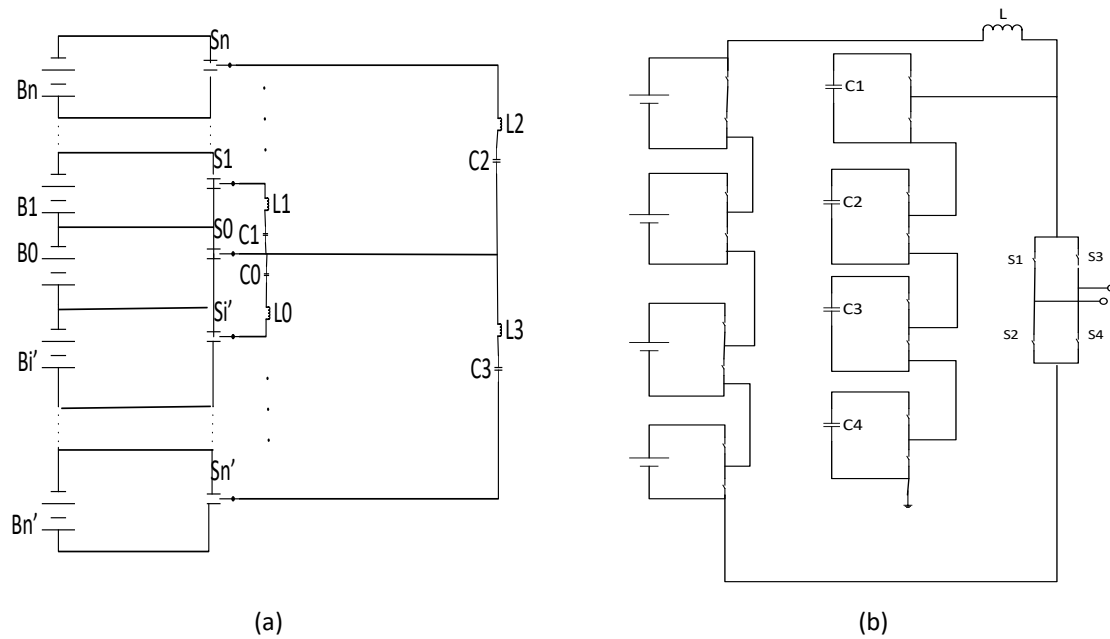 Sn
Bn
L2
C2
S1
B1
L1
S0
C1
B0
C0
Si’
L0
L3
Bi’
C3
Sn’
Bn’
(a)
L
C1
C2
S1
S3
C3
S2
S4
C4
(b)